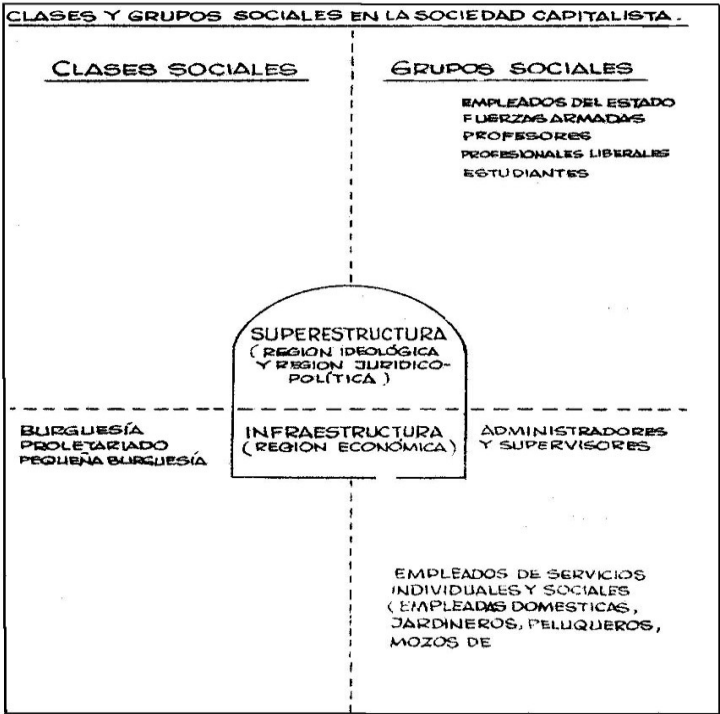 CLASES Y GRUPOS SOCIALES EN LA SOCIEDAD CAPITALISTA.
CLASES SOCIALES
GRUPOS SOCIALES
EMPLEADOS DEL ESTADO
FUERZAS ARMADAS
PROFESORES
PROFESIONALES LIBERALES
ESTUDIANTES
SUPERESTRUCTURA
(REGION IDEOLÓGICA
Y REGION JURIDICO-
POLÍTICA)
BURGUESÍA
PROLETARIADO
PEQUEÑA BURGUESÍA
INFRAESTRUCTURA
(REGION ECONÓMICA)
ADMINISTRADORES
Y SUPERVISORES
EMPLEADOS DE SERVICIOS
INDIVIDUALES Y SOCIALES
(EMPLEADAS DOMESTICAS,
JARDINEROS, PELUQUEROS,
MOZOS DE